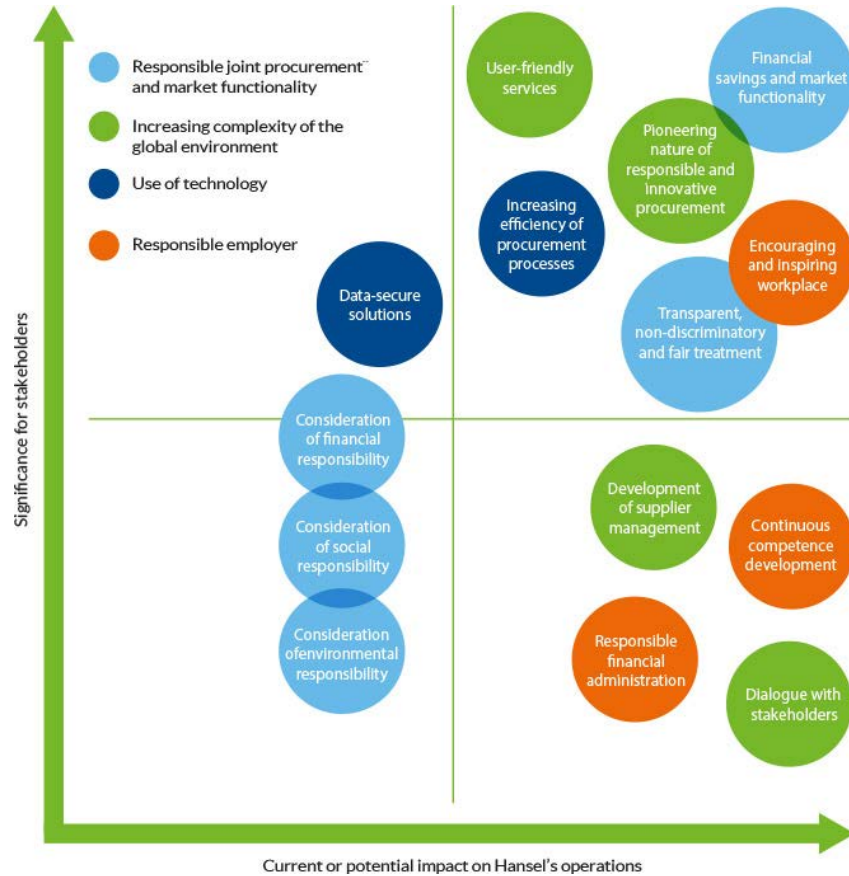 Responsible joint procurement¨
and market functionality
Increasing complexity of the
global environment
Use of technology
Responsible employer
User-friendly
services
Financial
savings and market
functionality
Pioneering
nature of
responsible and
innovative
procurement
Increasing
efficiency of
procurement
processes
Encouraging
and inspiring
workplace
Data-secure
solutions
Transparent,
non-discriminatory
and fair treatment
Consideration
of financial
responsibility
Consideration
of social
responsibility
Consideration
ofenvironmental
responsibility
Development
of supplier
management
Continuous
competence
development
Responsible
financial
administration
Dialogue with
stakeholders
Significance for stakeholders
Current or potential impact on Hansel's operations